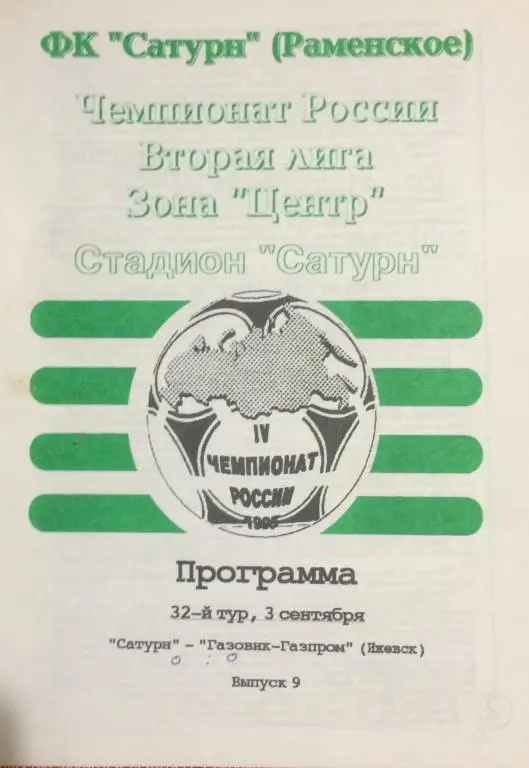 ФК "Сатурн" (Раменское)
Чемпионат России
Вторая лига
Зона "Центр"
Стадион "Сатурн"
IV
ЧЕМПИОНАТ
РОССИИ
1995
Программа
32-й тур, 3 сентября
"Сатурн" - "Газовик-Газпром" (Ижевск)
0 : 0
Выпуск 9